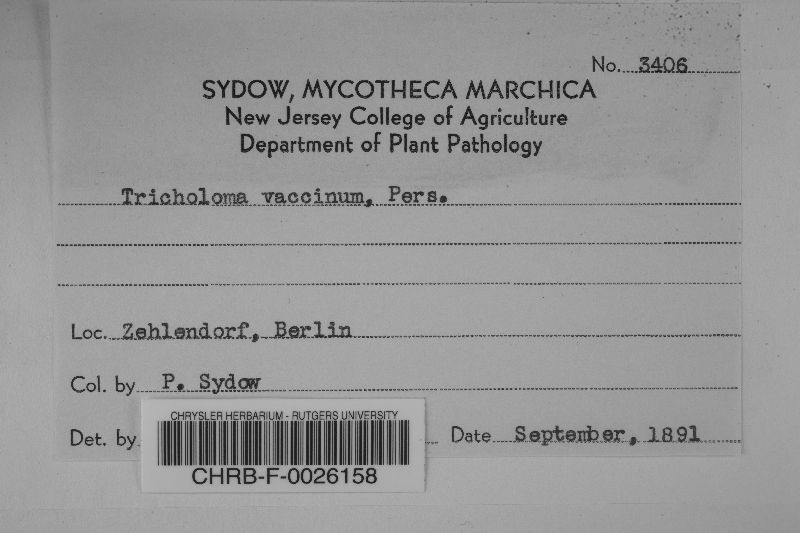 No. 3406
SYDOW, MYCOTHECA MARCHICA
New Jersey College of Agriculture
Department of Plant Pathology
Tricholoma vaccinum, Pers.
Loc. Zehlendorf, Berlin
Col. by P. Sydow
Det. by Date September, 1891
CHRYSLER HERBARIUM - RUTGERS UNIVERSITY
CHRB-F-0026158